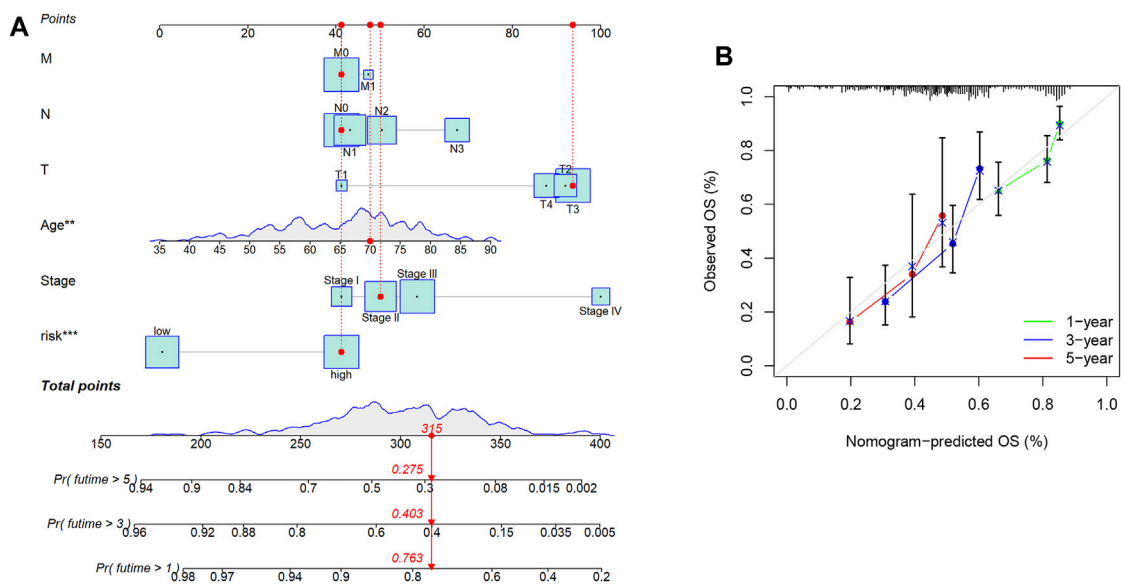 A
Points
0 20 40 60 80 100
M
M0
M1
N
N0 N2
N1 N3
T
T1 T2
T4 T3
Age**
35 40 45 50 55 60 65 70 75 80 85 90
Stage
Stage I Stage III
Stage II Stage IV
risk***
low
high
Total points
315
150 200 250 300 350 400
0.275
Pr( futime > 5)
0.94 0.9 0.84 0.7 0.5 0.3 0.08 0.015 0.002
0.403
Pr( futime > 3)
0.96 0.92 0.88 0.8 0.6 0.4 0.15 0.035 0.005
0.763
Pr( futime > 1)
0.98 0.97 0.94 0.9 0.8 0.6 0.4 0.2
B
Observed OS (%)
1.0
0.8
0.6
0.4
0.2
0.0
1-year
3-year
5-year
0.0 0.2 0.4 0.6 0.8 1.0
Nomogram-predicted OS (%)